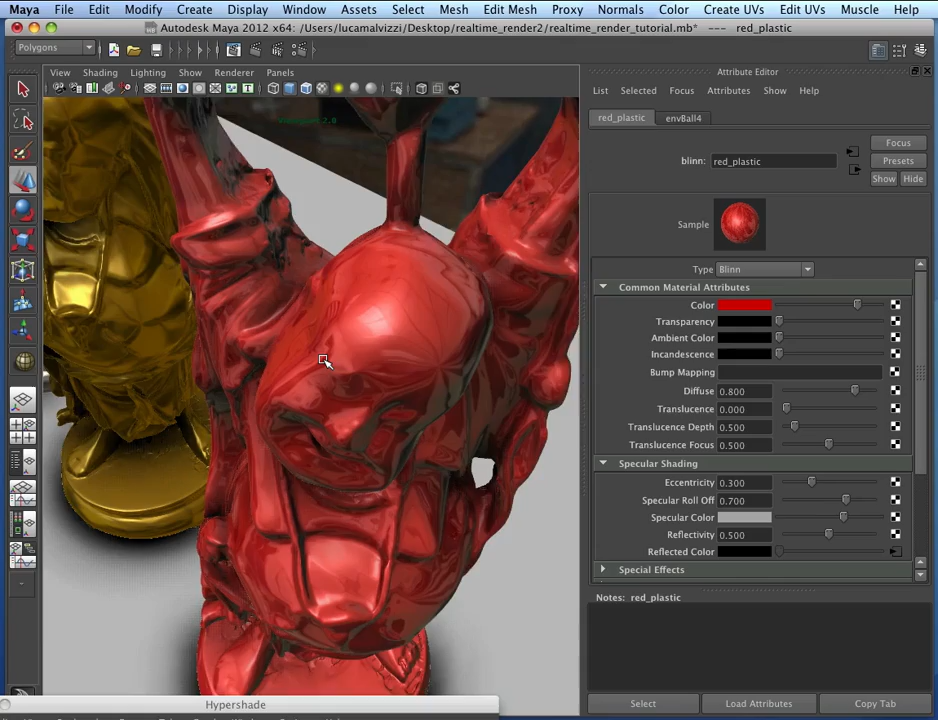 Maya File Edit Modify Create Display Window Assets Select Mesh Edit Mesh Proxy Normals Color Create UVs Edit UVs Muscle Help
Autodesk Maya 2012 x64: /Users/lucamalvizzi/Desktop/realtime_render2/realtime_render_tutorial.mb* --- red_plastic
Polygons
View Shading Lighting Show Renderer Panels
Viewport 2.0
Attribute Editor
List Selected Focus Attributes Show Help
red_plastic envBall4
Focus
blinn: red_plastic
Presets
Show Hide
Sample
Type Blinn
Common Material Attributes
Color
Transparency
Ambient Color
Incandescence
Bump Mapping
Diffuse 0.800
Translucence 0.000
Translucence Depth 0.500
Translucence Focus 0.500
Specular Shading
Eccentricity 0.300
Specular Roll Off 0.700
Specular Color
Reflectivity 0.500
Reflected Color
Special Effects
Notes: red_plastic
Select Load Attributes Copy Tab
Hypershade